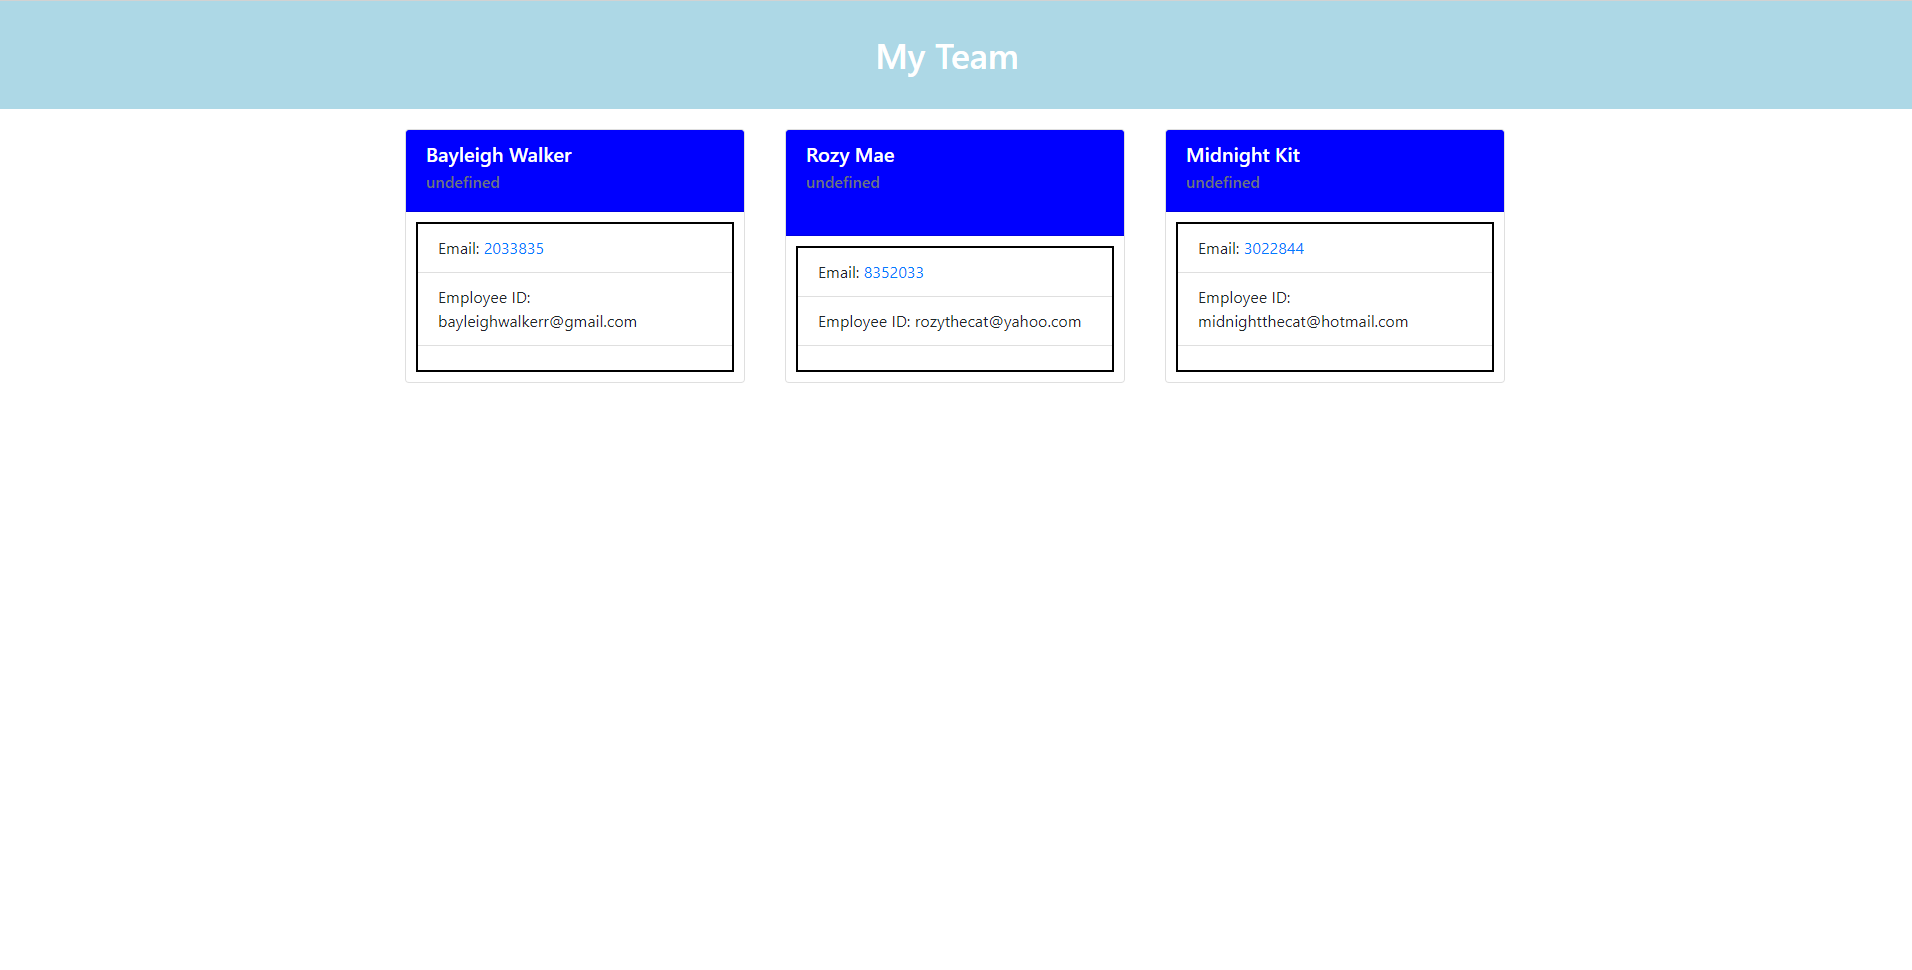 My Team
Bayleigh Walker
undefined
Email: 2033835
Employee ID:
bayleighwalkerr@gmail.com
Rozy Mae
undefined
Email: 8352033
Employee ID: rozythecat@yahoo.com
Midnight Kit
undefined
Email: 3022844
Employee ID:
midnightthecat@hotmail.com